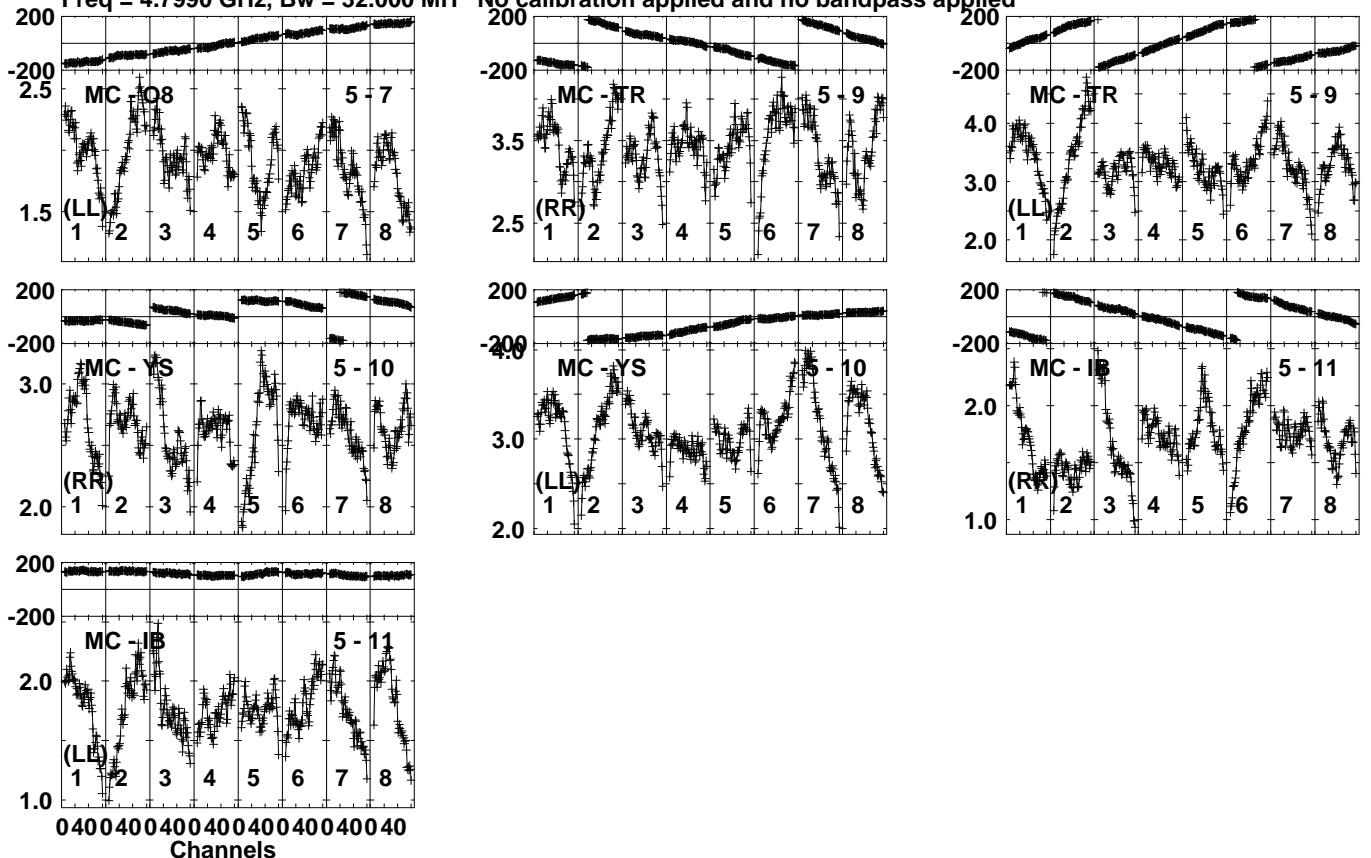 Freq = 4.7990 GHz, Bw = 32.000 MH No calibration applied and no bandpass applied
200
-200
2.5
1.5
MC - O8
5 - 7
(LL)
1 2 3 4 5 6 7 8
200
-200
3.5
2.5
MC - TR
5 - 9
(RR)
1 2 3 4 5 6 7 8
200
-200
4.0
3.0
2.0
MC - TR
5 - 9
(LL)
1 2 3 4 5 6 7 8
200
-200
3.0
2.0
MC - YS
5 - 10
(RR)
1 2 3 4 5 6 7 8
200
-200
4.0
3.0
2.0
MC - YS
5 - 10
(LL)
1 2 3 4 5 6 7 8
200
-200
2.0
1.0
MC - IB
5 - 11
(RR)
1 2 3 4 5 6 7 8
200
-200
2.0
1.0
MC - IB
5 - 11
(LL)
1 2 3 4 5 6 7 8
0 40 0 40 0 40 0 40 0 40 0 40 0 40 0 40
Channels